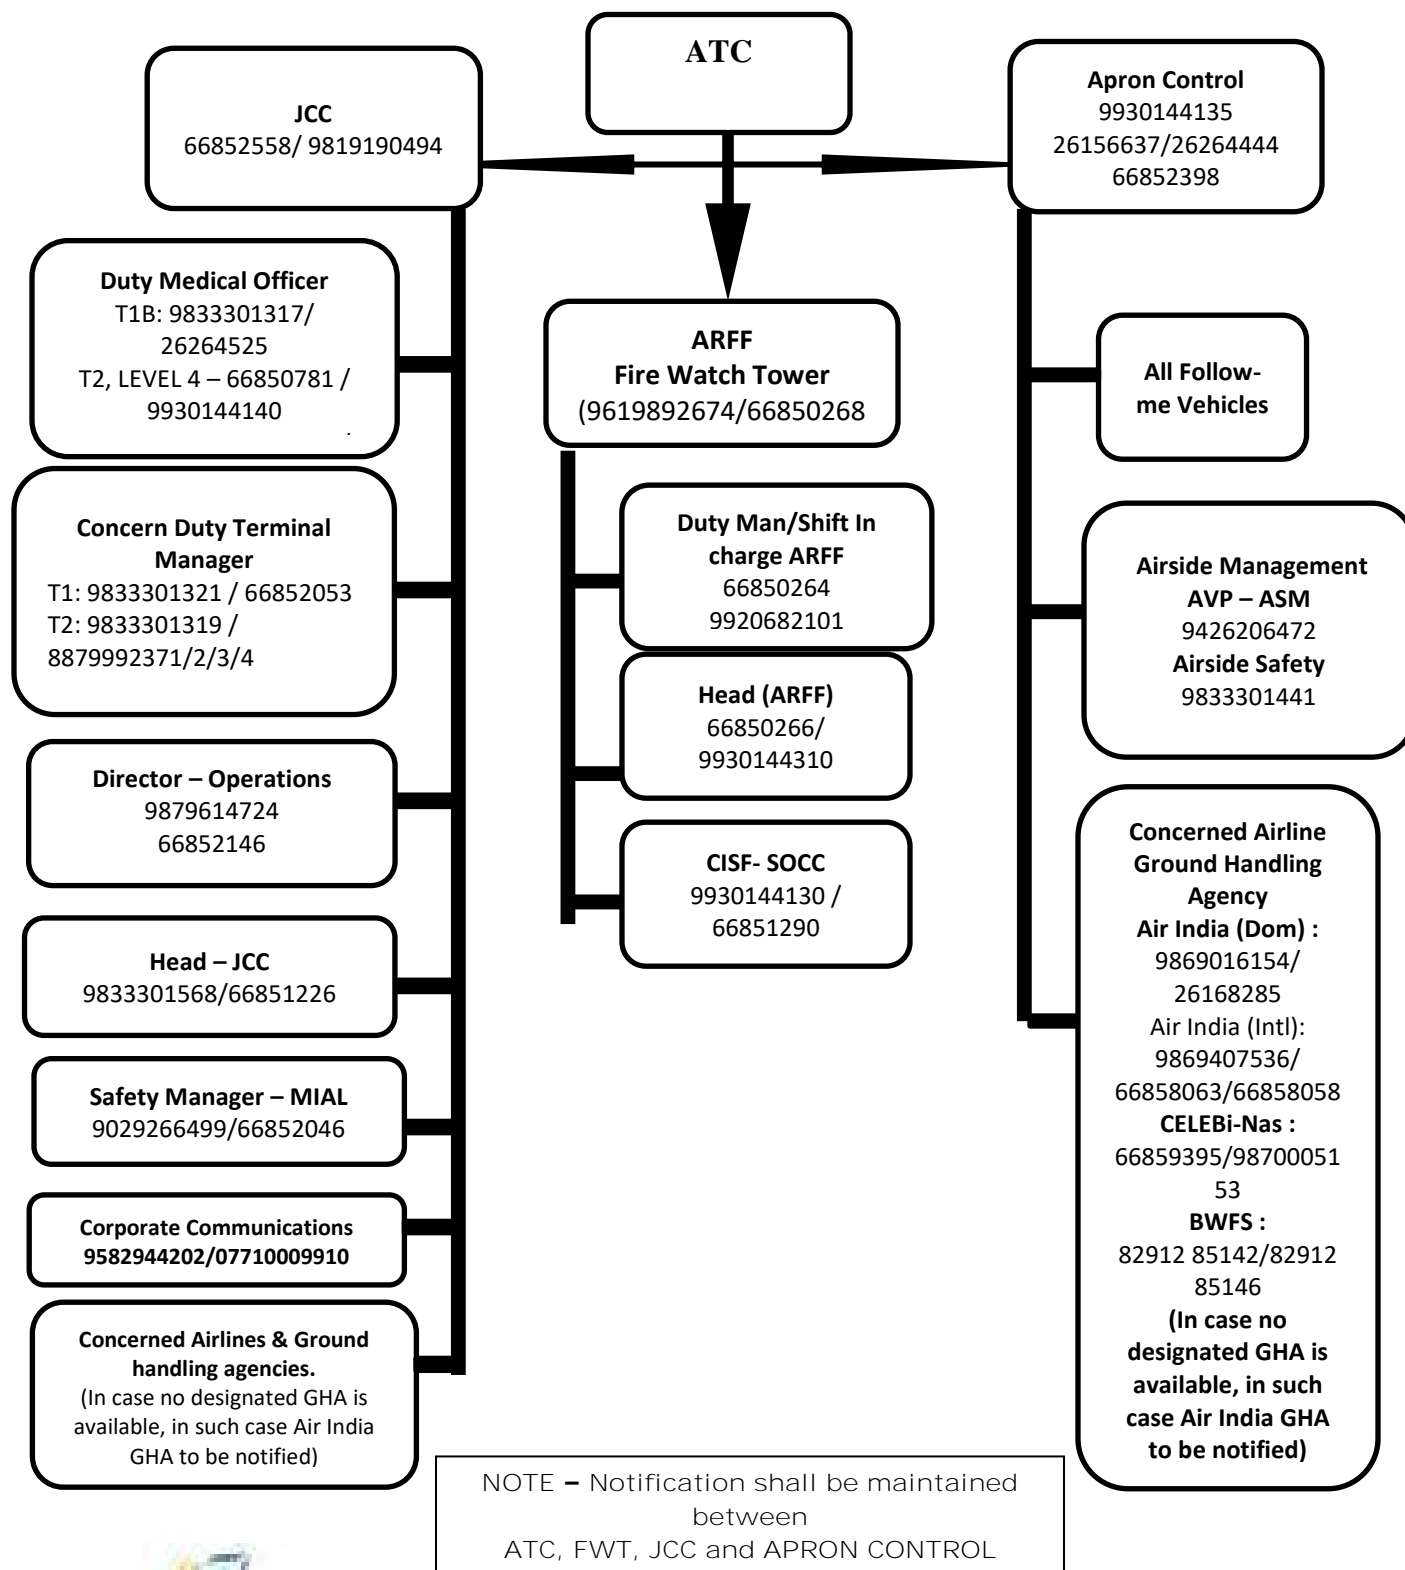 ATC
JCC
66852558/ 9819190494
Apron Control
9930144135
26156637/26264444
66852398
Duty Medical Officer
T1B: 9833301317/
26264525
T2, LEVEL 4 – 66850781 /
9930144140
Concern Duty Terminal
Manager
T1: 9833301321 / 66852053
T2: 9833301319 /
8879992371/2/3/4
Director – Operations
9879614724
66852146
Head – JCC
9833301568/66851226
Safety Manager – MIAL
9029266499/66852046
Corporate Communications
9582944202/07710009910
Concerned Airlines & Ground
handling agencies.
(In case no designated GHA is
available, in such case Air India
GHA to be notified)
ARFF
Fire Watch Tower
(9619892674/66850268
Duty Man/Shift In
charge ARFF
66850264
9920682101
Head (ARFF)
66850266/
9930144310
CISF- SOCC
9930144130 /
66851290
All Follow-
me Vehicles
Airside Management
AVP – ASM
9426206472
Airside Safety
9833301441
Concerned Airline
Ground Handling
Agency
Air India (Dom) :
9869016154/
26168285
Air India (Intl):
9869407536/
66858063/66858058
CELEBi-Nas :
66859395/98700051
53
BWFS :
82912 85142/82912
85146
(In case no
designated GHA is
available, in such
case Air India GHA
to be notified)
NOTE – Notification shall be maintained
between
ATC, FWT, JCC and APRON CONTROL